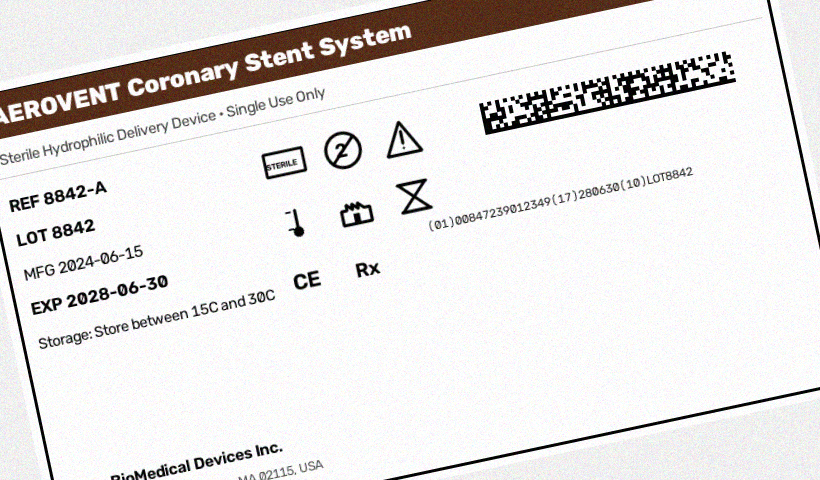 AEROVENT Coronary Stent System
Sterile Hydrophilic Delivery Device • Single Use Only
REF 8842-A
LOT 8842
MFG 2024-06-15
EXP 2028-06-30
Storage: Store between 15C and 30C
STERILE
2
CE
Rx
(01)00847239012349(17)280630(10)LOT8842
BioMedical Devices Inc.
MA 02115, USA